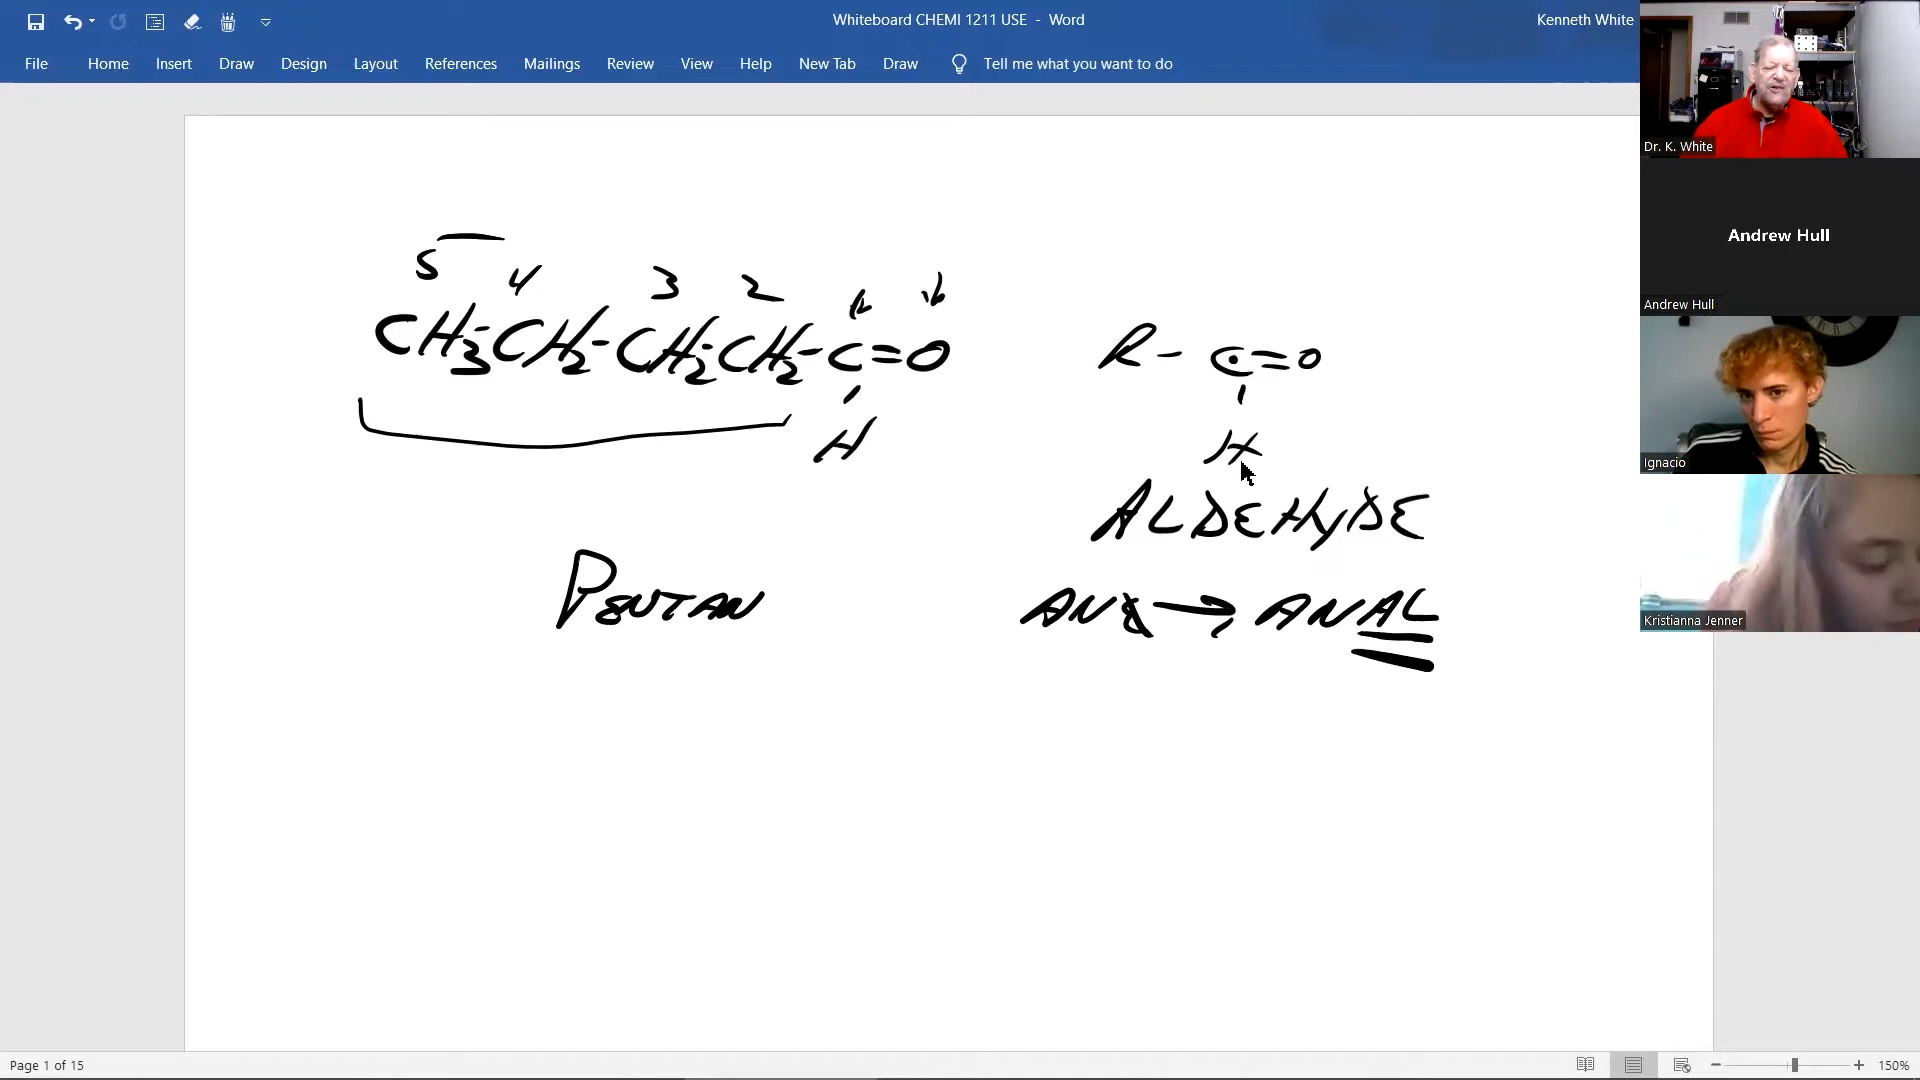 Whiteboard CHEMI 1211 USE - Word
Kenneth White
File Home Insert Draw Design Layout References Mailings Review View Help New Tab Draw Tell me what you want to do
Dr. K. White
Andrew Hull
Andrew Hull
Ignacio
Kristianna Jenner
5 4 3 2
CH3-CH2-CH2-CH2-C=O
H
R-C=O
H
ALDEHYDE
PENTAN
ANE → ANAL
Page 1 of 15
150%